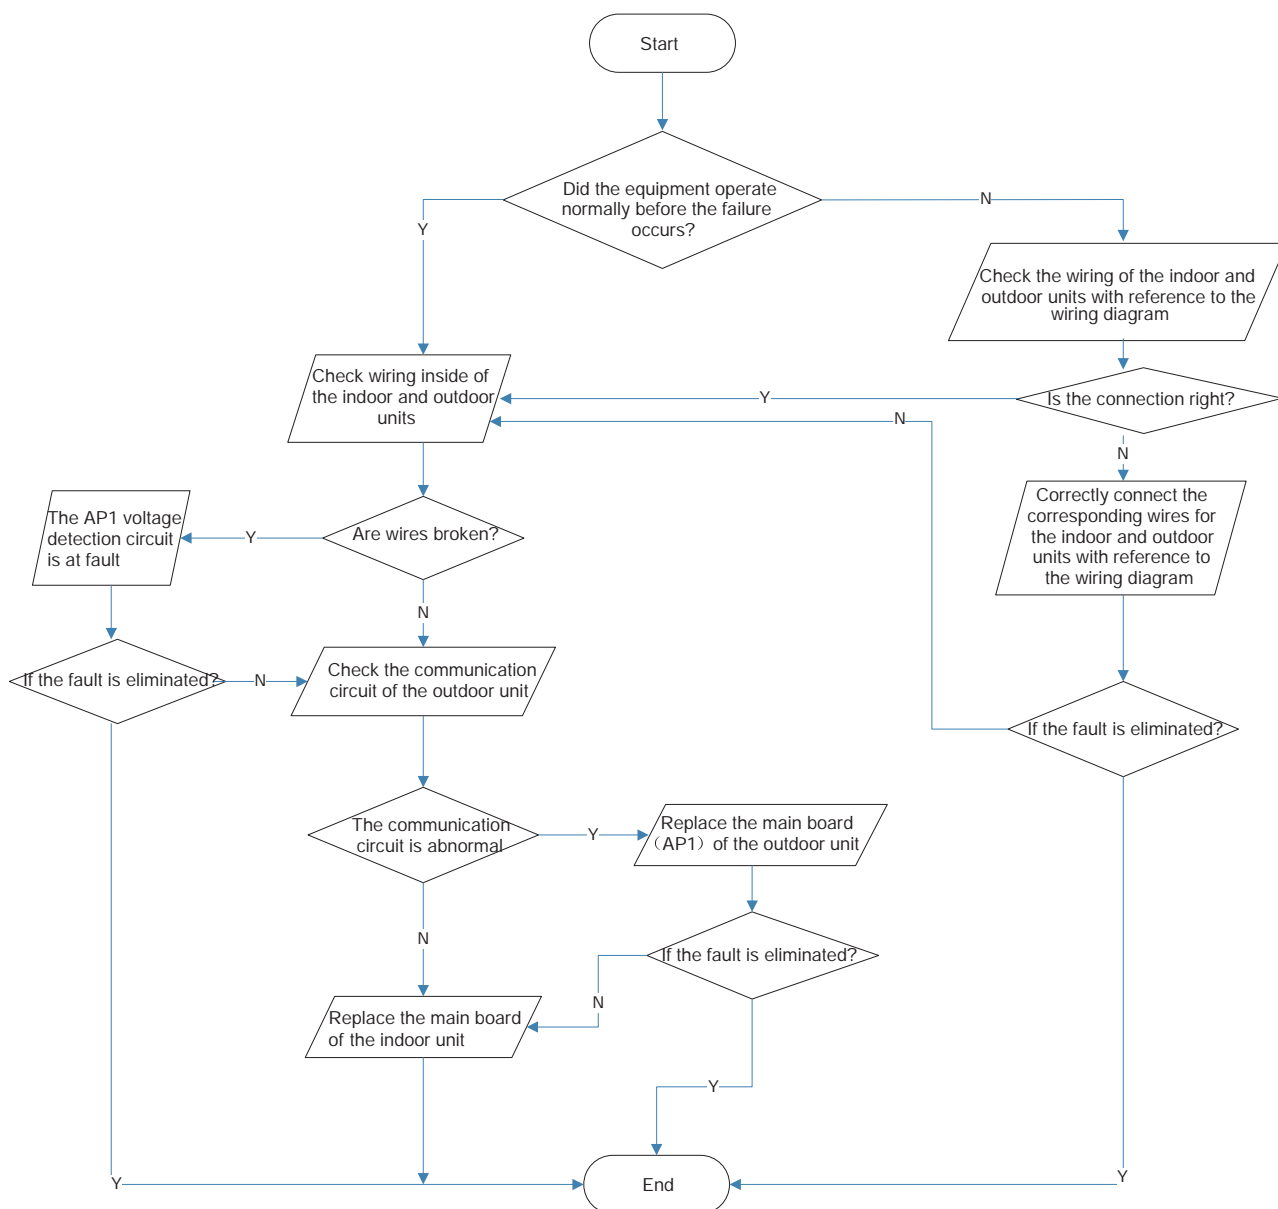 Start
Did the equipment operate
normally before the failure
occurs?
N
Y
Check the wiring of the indoor and
outdoor units with reference to the
wiring diagram
Check wiring inside of
the indoor and outdoor
units
Y
Is the connection right?
N
N
Correctly connect the
corresponding wires for
the indoor and outdoor
units with reference to
the wiring diagram
The AP1 voltage
detection circuit
is at fault
Y
Are wires broken?
N
If the fault is eliminated?
N
Check the communication
circuit of the outdoor unit
If the fault is eliminated?
The communication
circuit is abnormal
Y
Replace the main board
（AP1）of the outdoor unit
N
If the fault is eliminated?
N
Replace the main board
of the indoor unit
Y
Y
End
Y